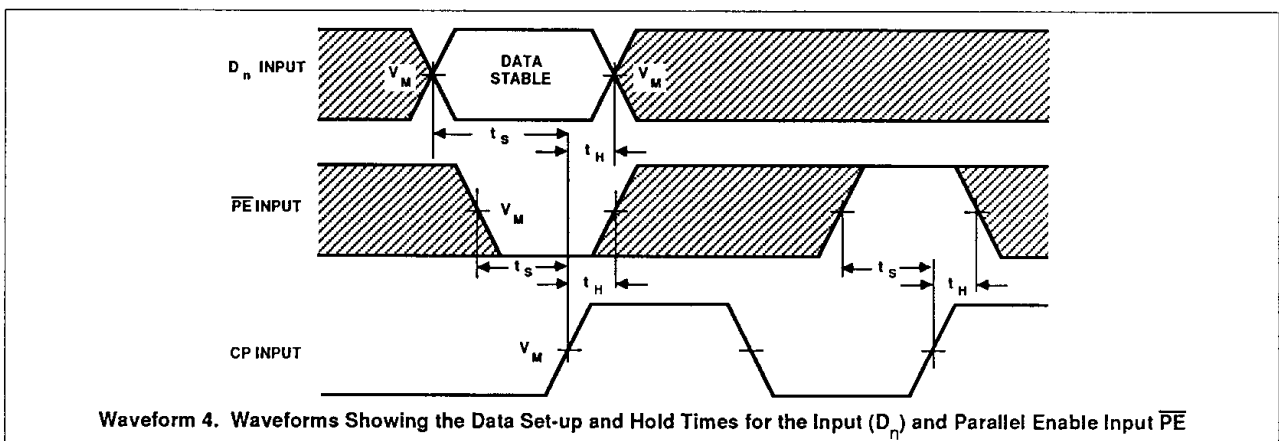 Dn INPUT
VM
DATA
STABLE
VM
tS
tH
PE INPUT
VM
tS
tH
tS
tH
CP INPUT
VM
Waveform 4. Waveforms Showing the Data Set-up and Hold Times for the Input (Dn) and Parallel Enable Input PE